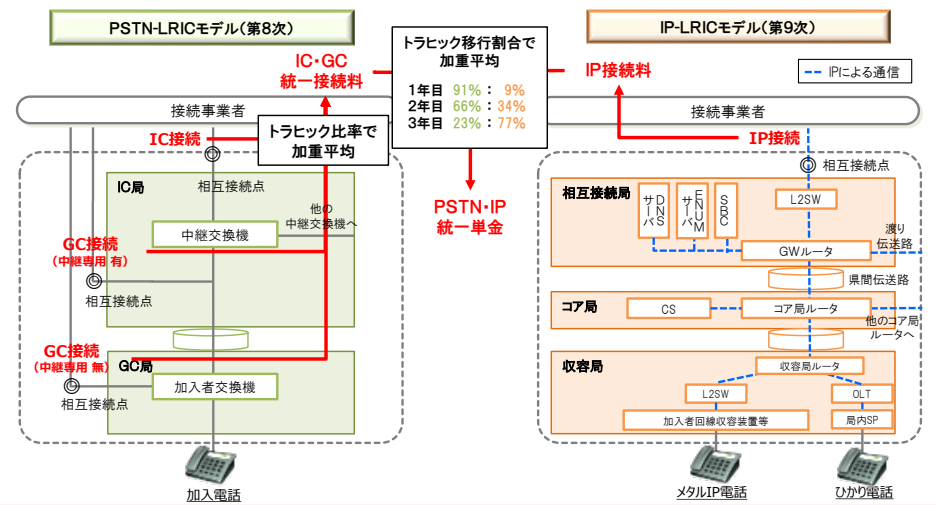 PSTN-LRICモデル(第8次)
IP-LRICモデル(第9次)
トラヒック移行割合で
加重平均
1年目 91% : 9%
2年目 66% : 34%
3年目 23% : 77%
IC・GC
統一接続料
IP接続料
IPによる通信
接続事業者
接続事業者
IC接続
トラヒック比率で
加重平均
IP接続
相互接続点
相互接続点
PSTN・IP
統一単金
IC局
中継交換機
他の
中継交換機へ
GC接続
(中継専用 有)
相互接続点
GC接続
(中継専用 無)
GC局
加入者交換機
相互接続点
加入電話
相互接続局
DNS
サーバ
ENUM
サーバ
SBC
L2SW
GWルータ
渡り
伝送路
県間伝送路
コア局
CS
コア局ルータ
他のコア局
ルータへ
収容局
収容局ルータ
L2SW
OLT
加入者回線収容装置等
局内SP
メタルIP電話
ひかり電話